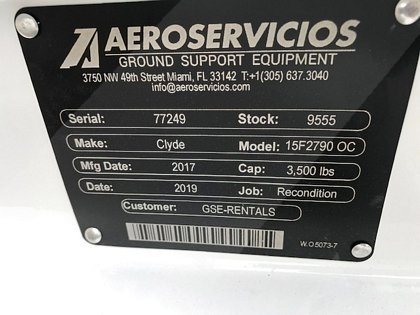 AEROSERVICIOS
GROUND SUPPORT EQUIPMENT
3750 NW 49th Street Miami, FL 33142 T:+1(305) 637.3040
info@aeroservicios.com
Serial: 77249 Stock: 9555
Make: Clyde Model: 15F2790 OC
Mfg Date: 2017 Cap: 3,500 lbs
Date: 2019 Job: Recondition
Customer: GSE-RENTALS
W.O 5073-7